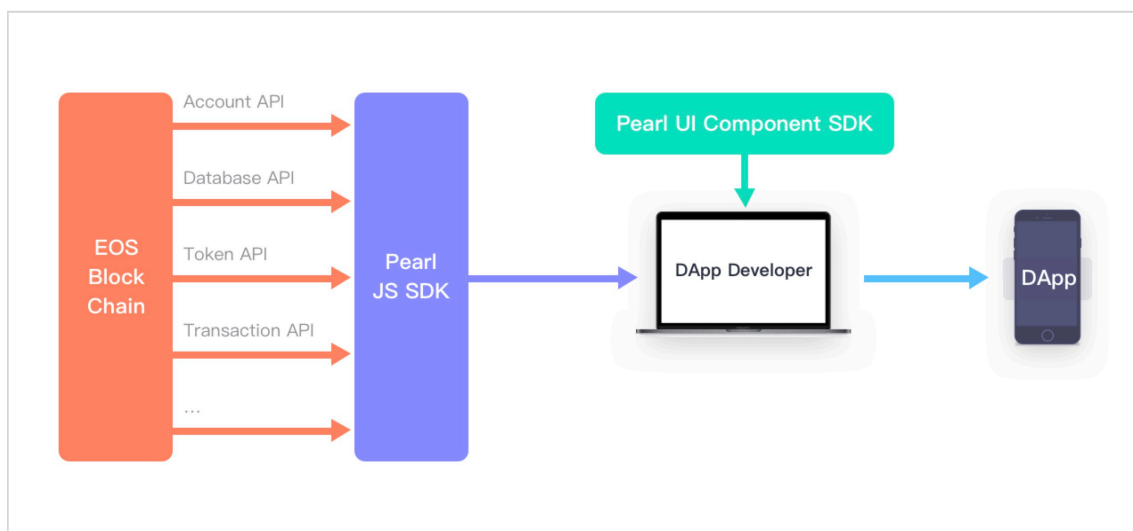 Account API
Database API
Token API
Transaction API
...
EOS
Block
Chain
Pearl
JS SDK
Pearl UI Component SDK
DApp Developer
DApp